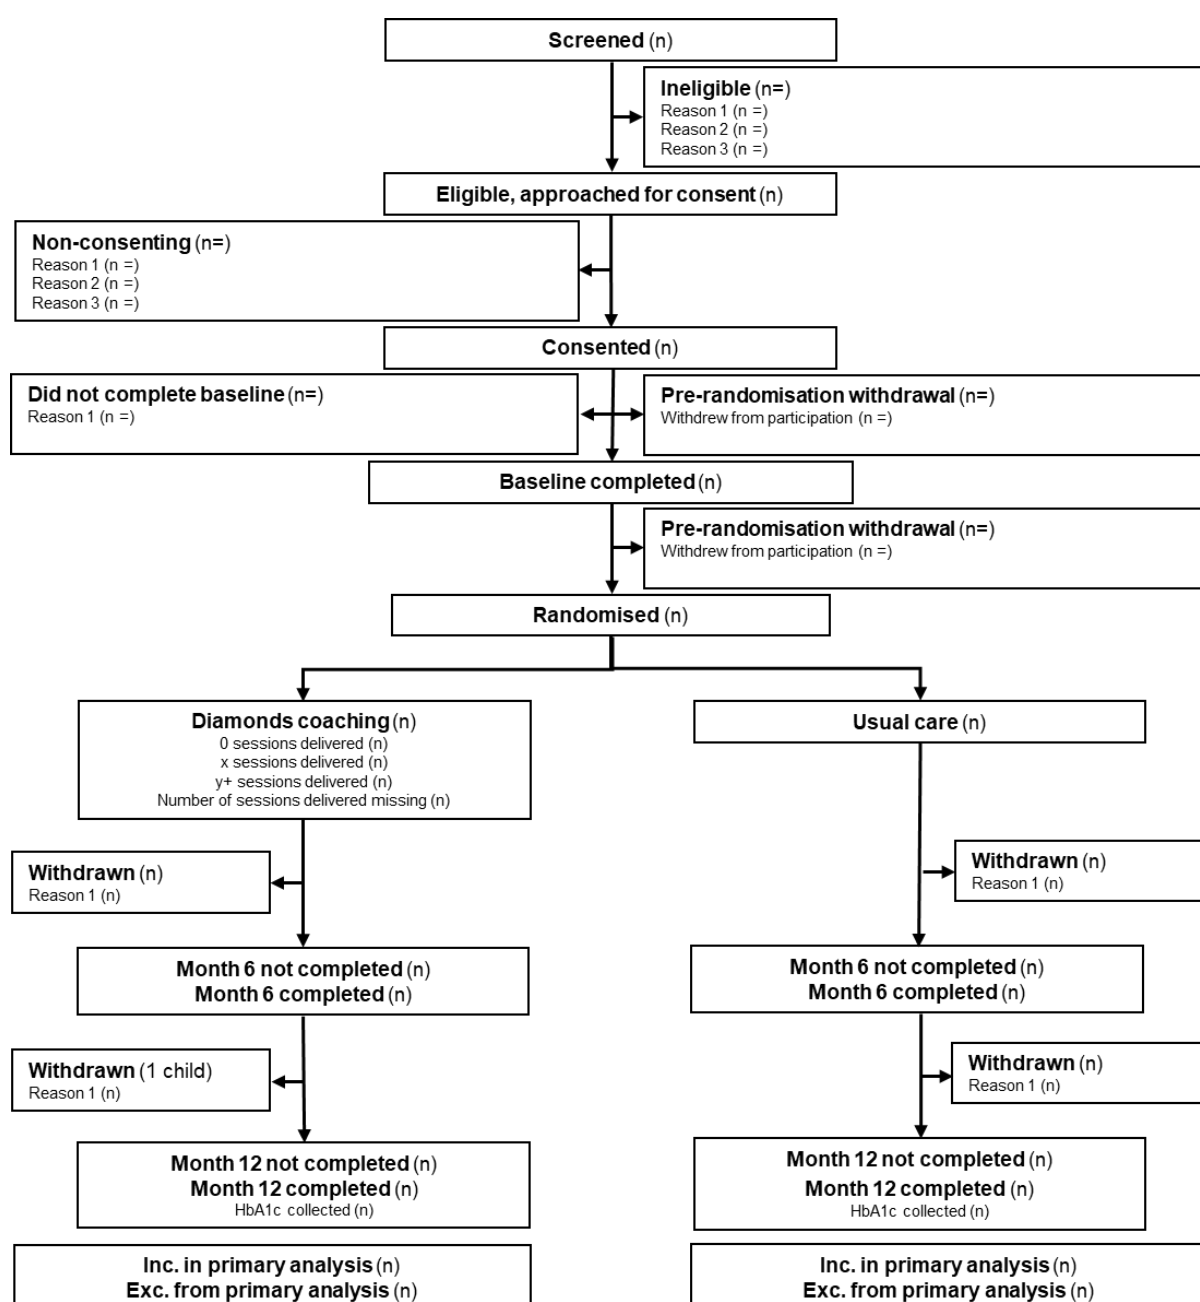 Screened (n)
Ineligible (n=)
Reason 1 (n =)
Reason 2 (n =)
Reason 3 (n =)
Eligible, approached for consent (n)
Non-consenting (n=)
Reason 1 (n =)
Reason 2 (n =)
Reason 3 (n =)
Consented (n)
Did not complete baseline (n=)
Reason 1 (n =)
Pre-randomisation withdrawal (n=)
Withdrew from participation (n =)
Baseline completed (n)
Pre-randomisation withdrawal (n=)
Withdrew from participation (n =)
Randomised (n)
Diamonds coaching (n)
0 sessions delivered (n)
x sessions delivered (n)
y+ sessions delivered (n)
Number of sessions delivered missing (n)
Usual care (n)
Withdrawn (n)
Reason 1 (n)
Withdrawn (n)
Reason 1 (n)
Month 6 not completed (n)
Month 6 completed (n)
Month 6 not completed (n)
Month 6 completed (n)
Withdrawn (1 child)
Reason 1 (n)
Withdrawn (n)
Reason 1 (n)
Month 12 not completed (n)
Month 12 completed (n)
HbA1c collected (n)
Month 12 not completed (n)
Month 12 completed (n)
HbA1c collected (n)
Inc. in primary analysis (n)
Exc. from primary analysis (n)
Inc. in primary analysis (n)
Exc. from primary analysis (n)